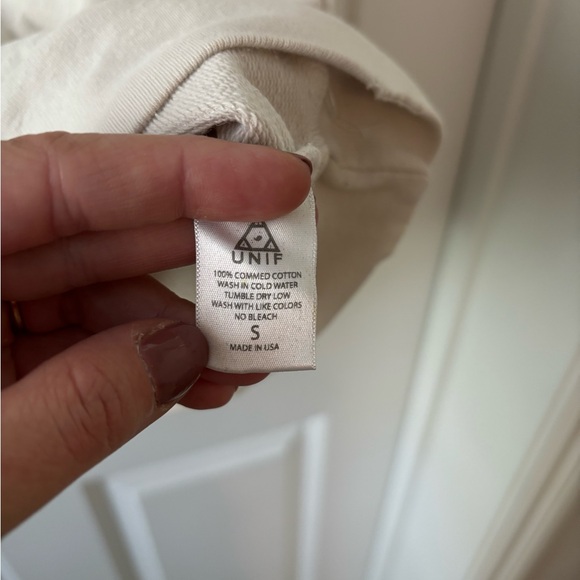 UNIF
100% COMMED COTTON
WASH IN COLD WATER
TUMBLE DRY LOW
WASH WITH LIKE COLORS
NO BLEACH
S
MADE IN USA